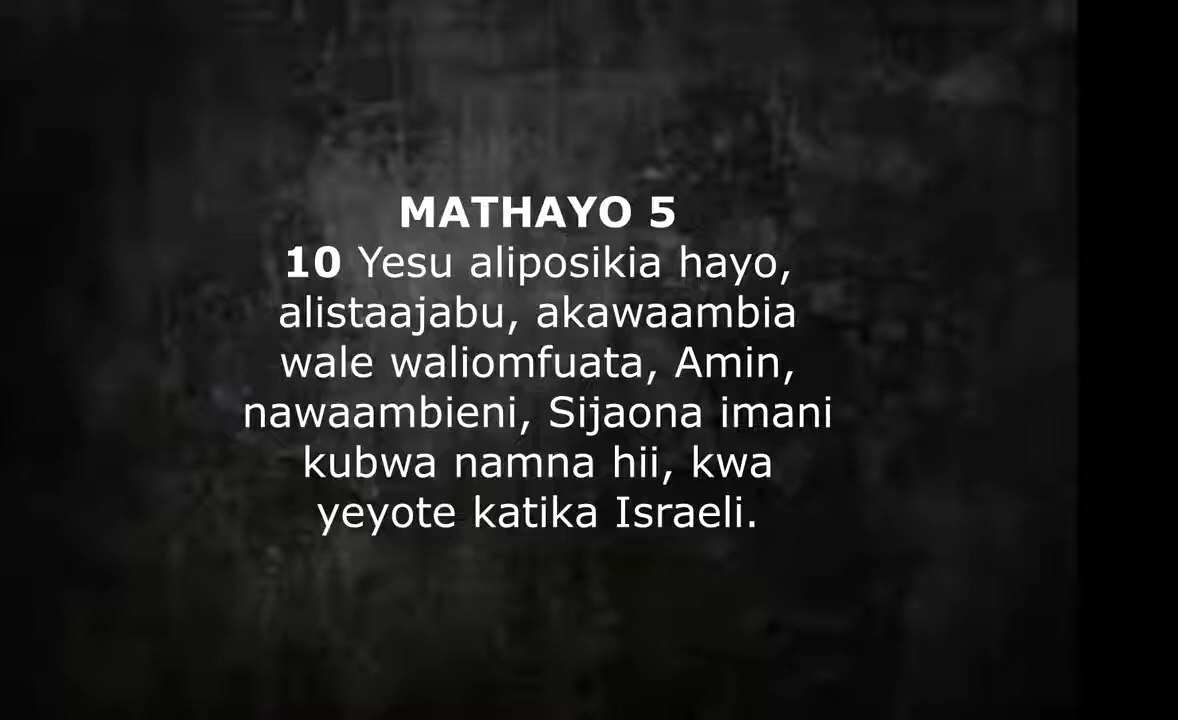 MATHAYO 5
10 Yesu aliposikia hayo,
alistaajabu, akawaambia
wale waliomfuata, Amin,
nawaambieni, Sijaona imani
kubwa namna hii, kwa
yeyote katika Israeli.